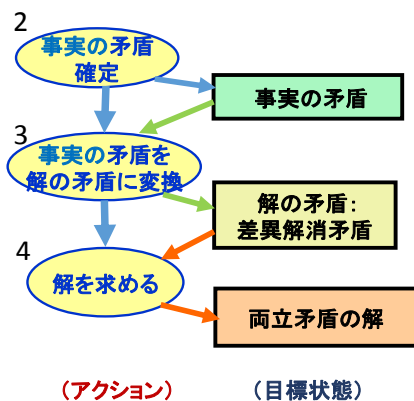 2
事実の矛盾
確定
事実の矛盾
3
事実の矛盾を
解の矛盾に変換
解の矛盾：
差異解消矛盾
4
解を求める
両立矛盾の解
（アクション）
（目標状態）